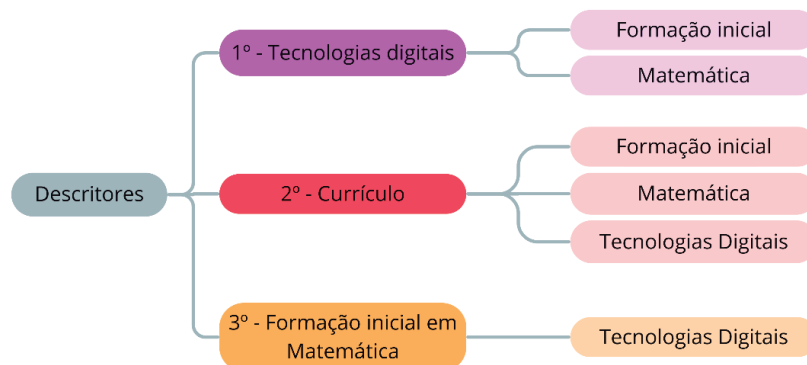 Descritores
1º - Tecnologias digitais
Formação inicial
Matemática
2º - Currículo
Formação inicial
Matemática
Tecnologias Digitais
3º - Formação inicial em
Matemática
Tecnologias Digitais